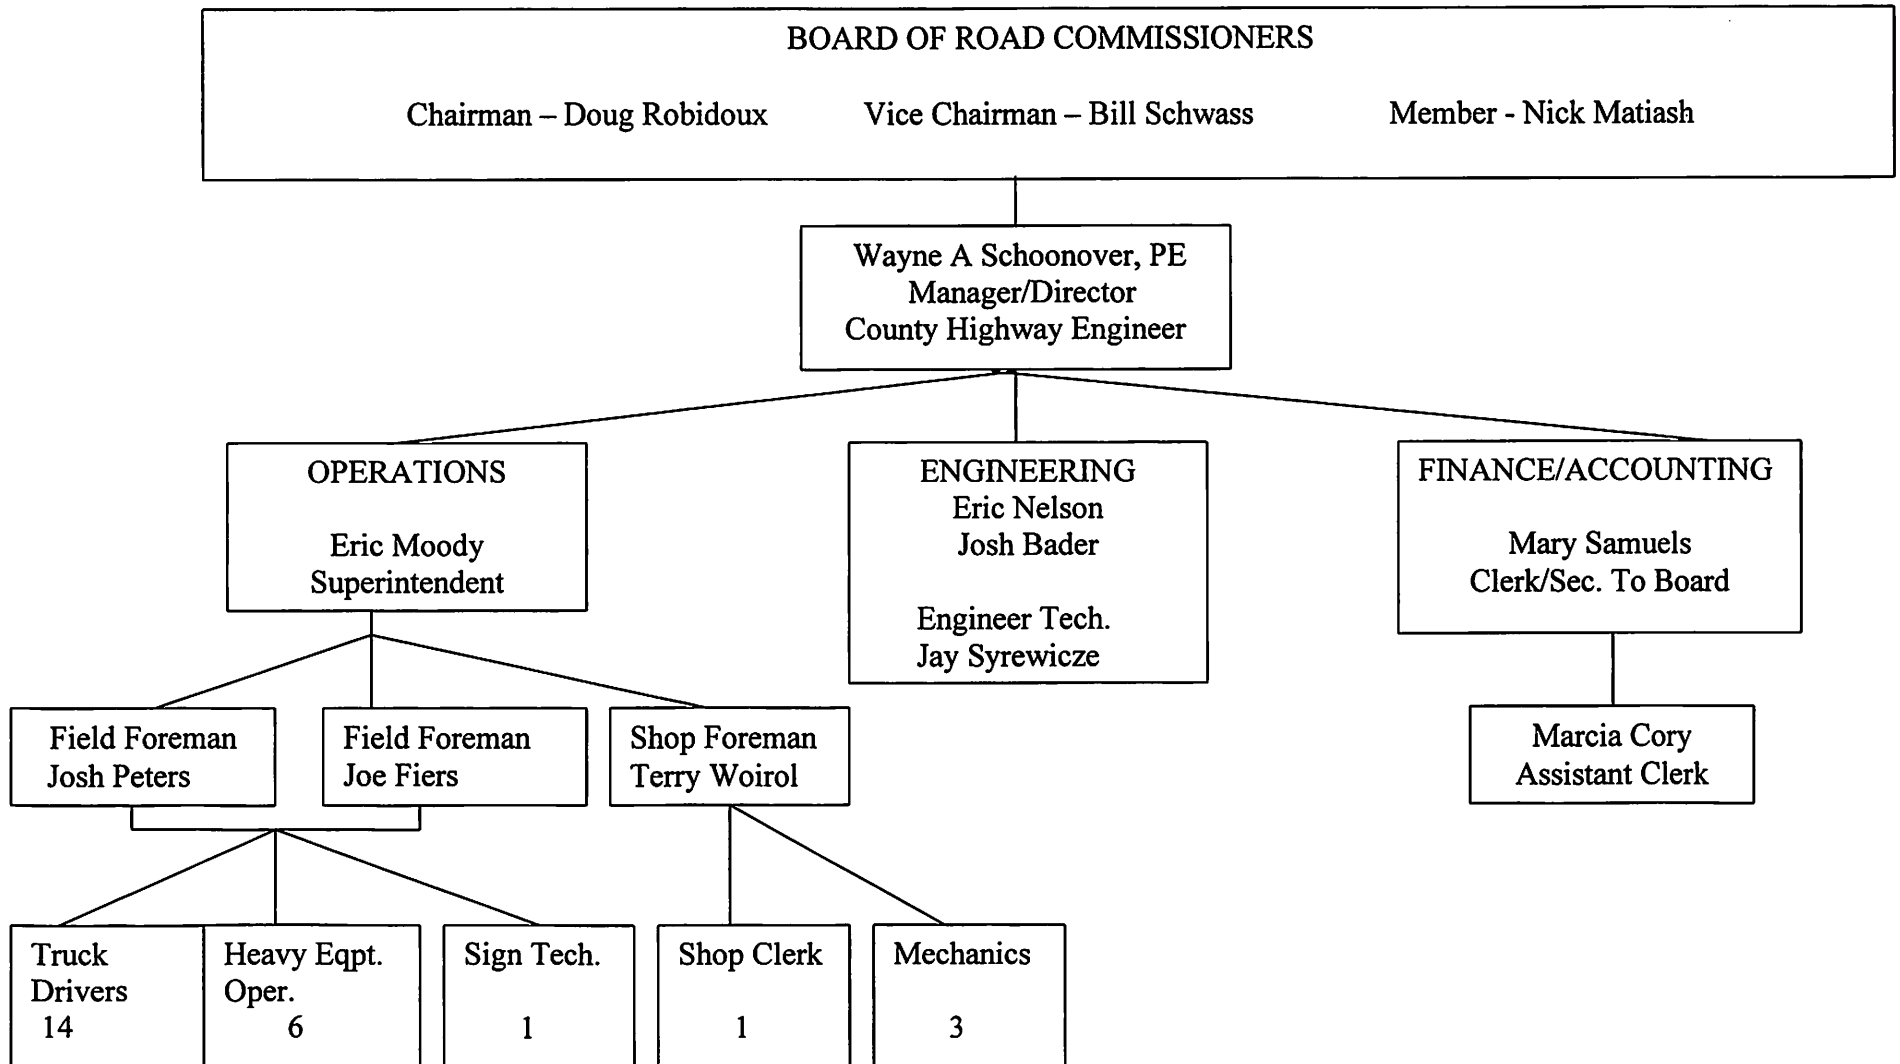 BOARD OF ROAD COMMISSIONERS
Chairman – Doug Robidoux Vice Chairman – Bill Schwass Member - Nick Matiash
Wayne A Schoonover, PE
Manager/Director
County Highway Engineer
OPERATIONS
Eric Moody
Superintendent
ENGINEERING
Eric Nelson
Josh Bader
Engineer Tech.
Jay Syrewicze
FINANCE/ACCOUNTING
Mary Samuels
Clerk/Sec. To Board
Field Foreman
Josh Peters
Field Foreman
Joe Fiers
Shop Foreman
Terry Woirol
Marcia Cory
Assistant Clerk
Truck
Drivers
14
Heavy Eqpt.
Oper.
6
Sign Tech.
1
Shop Clerk
1
Mechanics
3